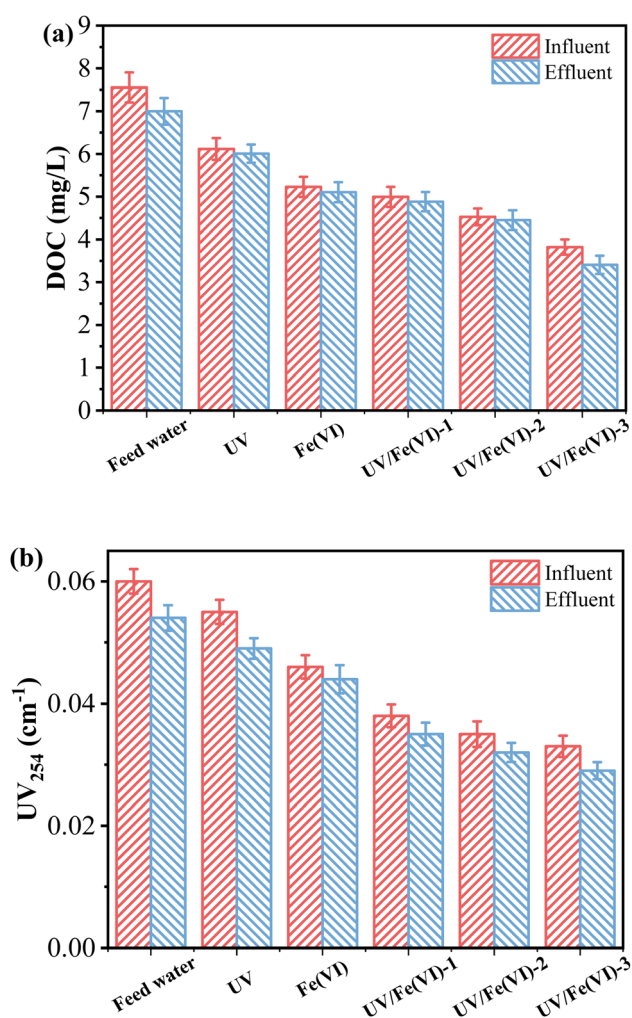 (a)
Influent
Effluent
DOC (mg/L)
9
8
7
6
5
4
3
2
1
0
Feed water
UV
Fe(VI)
UV/Fe(VI)-1
UV/Fe(VI)-2
UV/Fe(VI)-3
(b)
Influent
Effluent
UV254 (cm-1)
0.06
0.04
0.02
0.00
Feed water
UV
Fe(VI)
UV/Fe(VI)-1
UV/Fe(VI)-2
UV/Fe(VI)-3